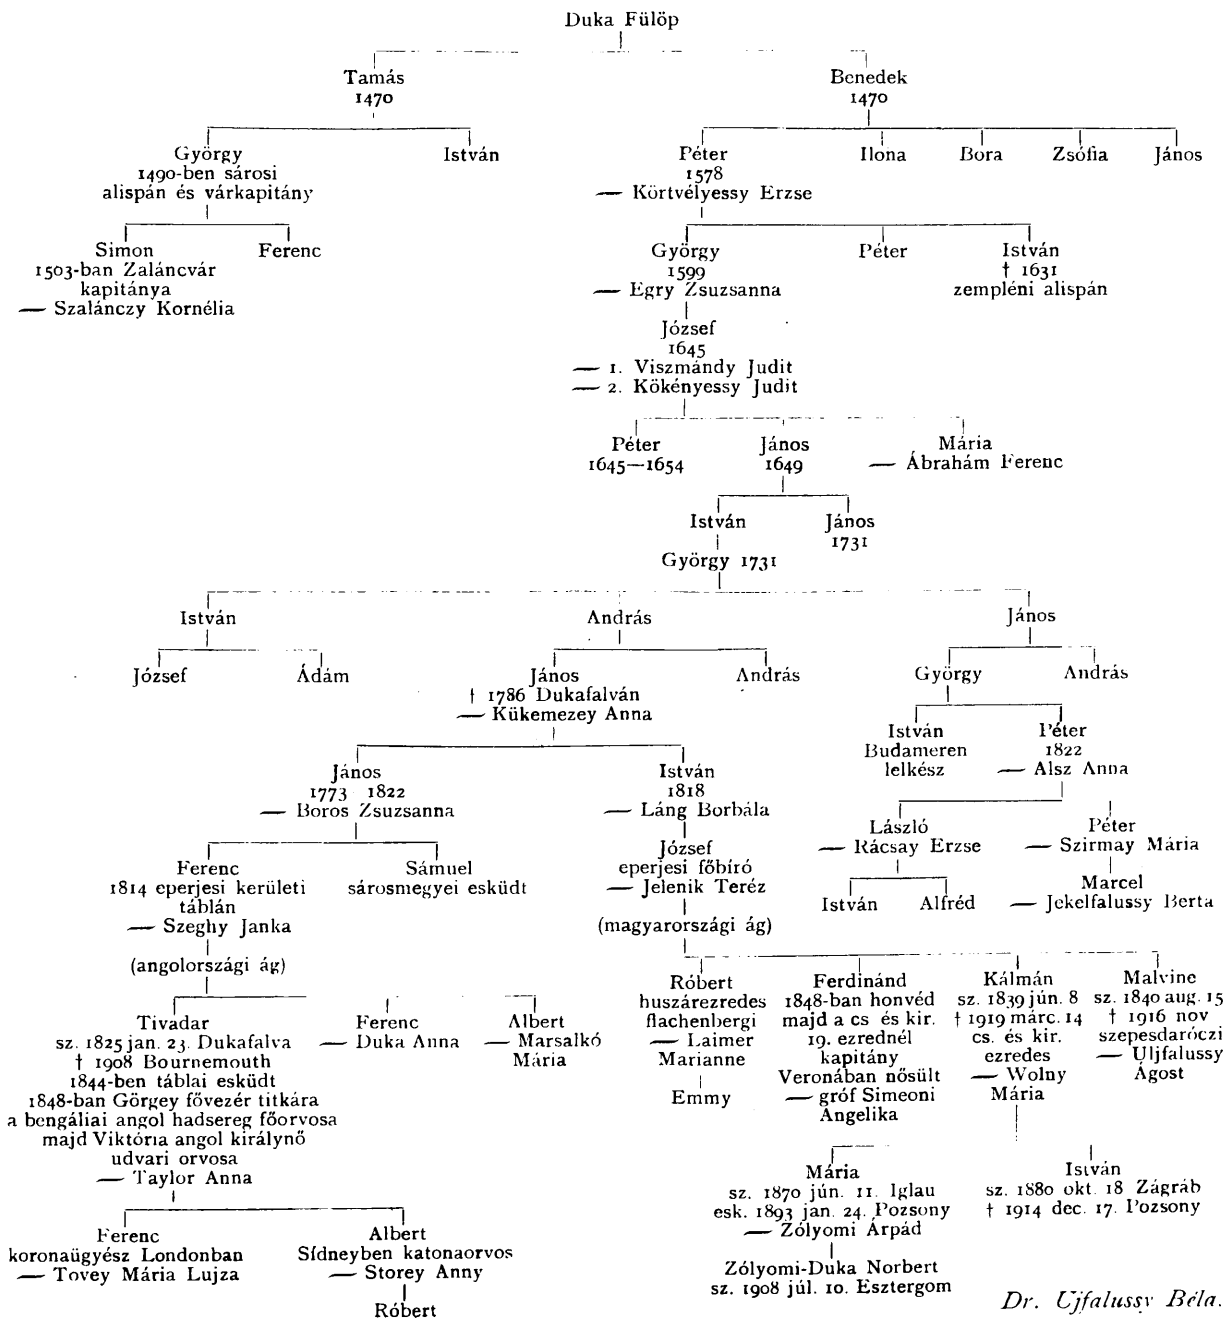 Duka Fülöp
Tamás
1470
Benedek
1470
György
1490-ben sárosi
alispán és várkapitány
István
Péter
1578
— Körtvélyessy Erzse
Ilona
Bora
Zsófia
János
Simon
1503-ban Zaláncvár
kapitánya
— Szalánczy Kornélia
Ferenc
György
1599
— Egry Zsuzsanna
Péter
István
† 1631
zempléni alispán
József
1645
— 1. Viszmándy Judit
— 2. Kökényessy Judit
Péter
1645—1654
János
1649
Mária
— Ábrahám Ferenc
István
János
1731
György 1731
István
András
János
József
Ádám
János
† 1786 Dukafalván
— Kükemezey Anna
András
György
András
István
Budameren
lelkész
Péter
1822
— Alsz Anna
János
1773 1822
— Boros Zsuzsanna
István
1818
— Láng Borbála
László
— Rácsay Erzse
Péter
— Szirmay Mária
Ferenc
1814 eperjesi kerületi
táblán
— Szeghy Janka
Sámuel
sárosmegyei esküdt
József
eperjesi főbíró
— Jelenik Teréz
István
Alfréd
Marcel
— Jekelfalussy Berta
(angolországi ág)
(magyarországi ág)
Tivadar
sz. 1825 jan. 23. Dukafalva
† 1908 Bournemouth
1844-ben táblai esküdt
1848-ban Görgey fővezér titkára
a bengáliai angol hadsereg főorvosa
majd Viktória angol királynő
udvari orvosa
— Taylor Anna
Ferenc
— Duka Anna
Albert
— Marsalkó
Mária
Róbert
huszárezredes
flachenbergi
— Laimer
Marianne
Emmy
Ferdinánd
1848-ban honvéd
majd a cs és kir.
19. ezrednél
kapitány
Veronában nősült
— gróf Simeoni
Angelika
Kálmán
sz. 1839 jún. 8
† 1919 márc. 14
cs. és kir.
ezredes
— Wolny
Mária
Malvine
sz. 1840 aug. 15
† 1916 nov
szepesdaróczi
— Ujfalussy
Ágost
Mária
sz. 1870 jún. 11. Iglau
esk. 1893 jan. 24. Pozsony
— Zólyomi Árpád
István
sz. 1880 okt. 18 Zágráb
† 1914 dec. 17. Pozsony
Ferenc
koronaügyész Londonban
— Tovey Mária Lujza
Albert
Sídneyben katonaorvos
— Storey Anny
Róbert
Zólyomi-Duka Norbert
sz. 1908 júl. 10. Esztergom
Dr. Ujfalussy Béla.